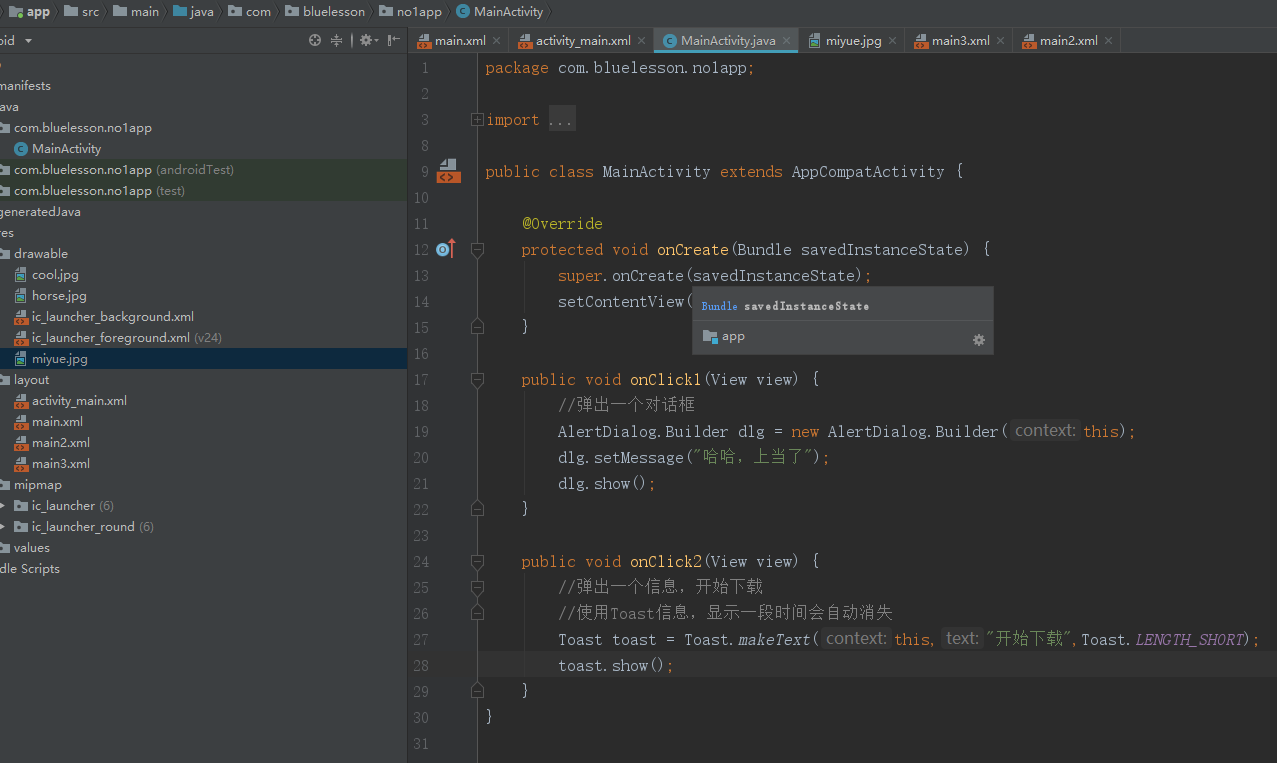 app src main java com bluelesson no1app MainActivity
oid
main.xml activity_main.xml MainActivity.java miyue.jpg main3.xml main2.xml
manifests
ava
com.bluelesson.no1app
MainActivity
com.bluelesson.no1app (androidTest)
com.bluelesson.no1app (test)
generatedJava
res
drawable
cool.jpg
horse.jpg
ic_launcher_background.xml
ic_launcher_foreground.xml (v24)
miyue.jpg
layout
activity_main.xml
main.xml
main2.xml
main3.xml
mipmap
ic_launcher (6)
ic_launcher_round (6)
values
dle Scripts
1 package com.bluelesson.no1app;
2
3 import ...
8
9 public class MainActivity extends AppCompatActivity {
10
11 @Override
12 protected void onCreate(Bundle savedInstanceState) {
13 super.onCreate(savedInstanceState);
14 setContentView(
Bundle savedInstanceState
app
15 }
16
17 public void onClick1(View view) {
18 //弹出一个对话框
19 AlertDialog.Builder dlg = new AlertDialog.Builder( context: this);
20 dlg.setMessage("哈哈，上当了");
21 dlg.show();
22 }
23
24 public void onClick2(View view) {
25 //弹出一个信息，开始下载
26 //使用Toast信息，显示一段时间会自动消失
27 Toast toast = Toast.makeText( context: this, text: "开始下载",Toast.LENGTH_SHORT);
28 toast.show();
29 }
30 }
31